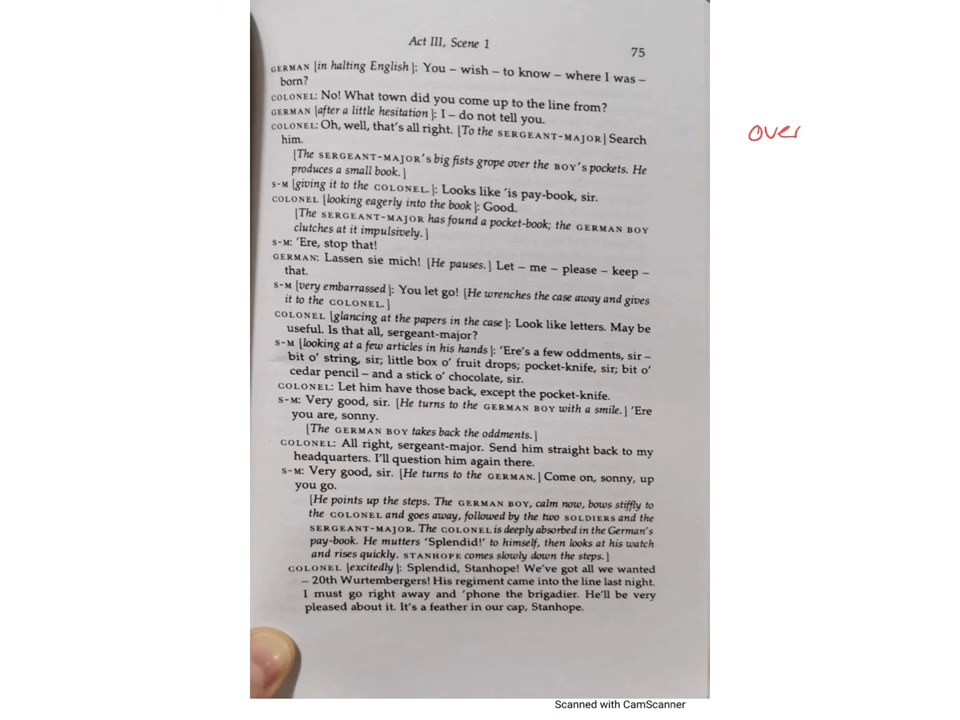 Act III, Scene 1
75
GERMAN [in halting English]: You – wish – to know – where I was –
born?
COLONEL: No! What town did you come up to the line from?
GERMAN [after a little hesitation]: I – do not tell you.
COLONEL: Oh, well, that's all right. [To the SERGEANT-MAJOR] Search
him.
[The SERGEANT-MAJOR's big fists grope over the BOY's pockets. He
produces a small book.]
S-M [giving it to the COLONEL]: Looks like 'is pay-book, sir.
COLONEL [looking eagerly into the book]: Good.
[The SERGEANT-MAJOR has found a pocket-book; the GERMAN BOY
clutches at it impulsively.]
S-M: 'Ere, stop that!
GERMAN: Lassen sie mich! [He pauses.] Let – me – please – keep –
that.
S-M [very embarrassed]: You let go! [He wrenches the case away and gives
it to the COLONEL.]
COLONEL [glancing at the papers in the case]: Look like letters. May be
useful. Is that all, sergeant-major?
S-M [looking at a few articles in his hands]: 'Ere's a few oddments, sir –
bit o' string, sir; little box o' fruit drops; pocket-knife, sir; bit o'
cedar pencil – and a stick o' chocolate, sir.
COLONEL: Let him have those back, except the pocket-knife.
S-M: Very good, sir. [He turns to the GERMAN BOY with a smile.] 'Ere
you are, sonny.
[The GERMAN BOY takes back the oddments.]
COLONEL: All right, sergeant-major. Send him straight back to my
headquarters. I'll question him again there.
S-M: Very good, sir. [He turns to the GERMAN.] Come on, sonny, up
you go.
[He points up the steps. The GERMAN BOY, calm now, bows stiffly to
the COLONEL and goes away, followed by the two SOLDIERS and the
SERGEANT-MAJOR. The COLONEL is deeply absorbed in the German's
pay-book. He mutters 'Splendid!' to himself, then looks at his watch
and rises quickly. STANHOPE comes slowly down the steps.]
COLONEL [excitedly]: Splendid, Stanhope! We've got all we wanted
– 20th Wurtembergers! His regiment came into the line last night.
I must go right away and 'phone the brigadier. He'll be very
pleased about it. It's a feather in our cap, Stanhope.
over
Scanned with CamScanner